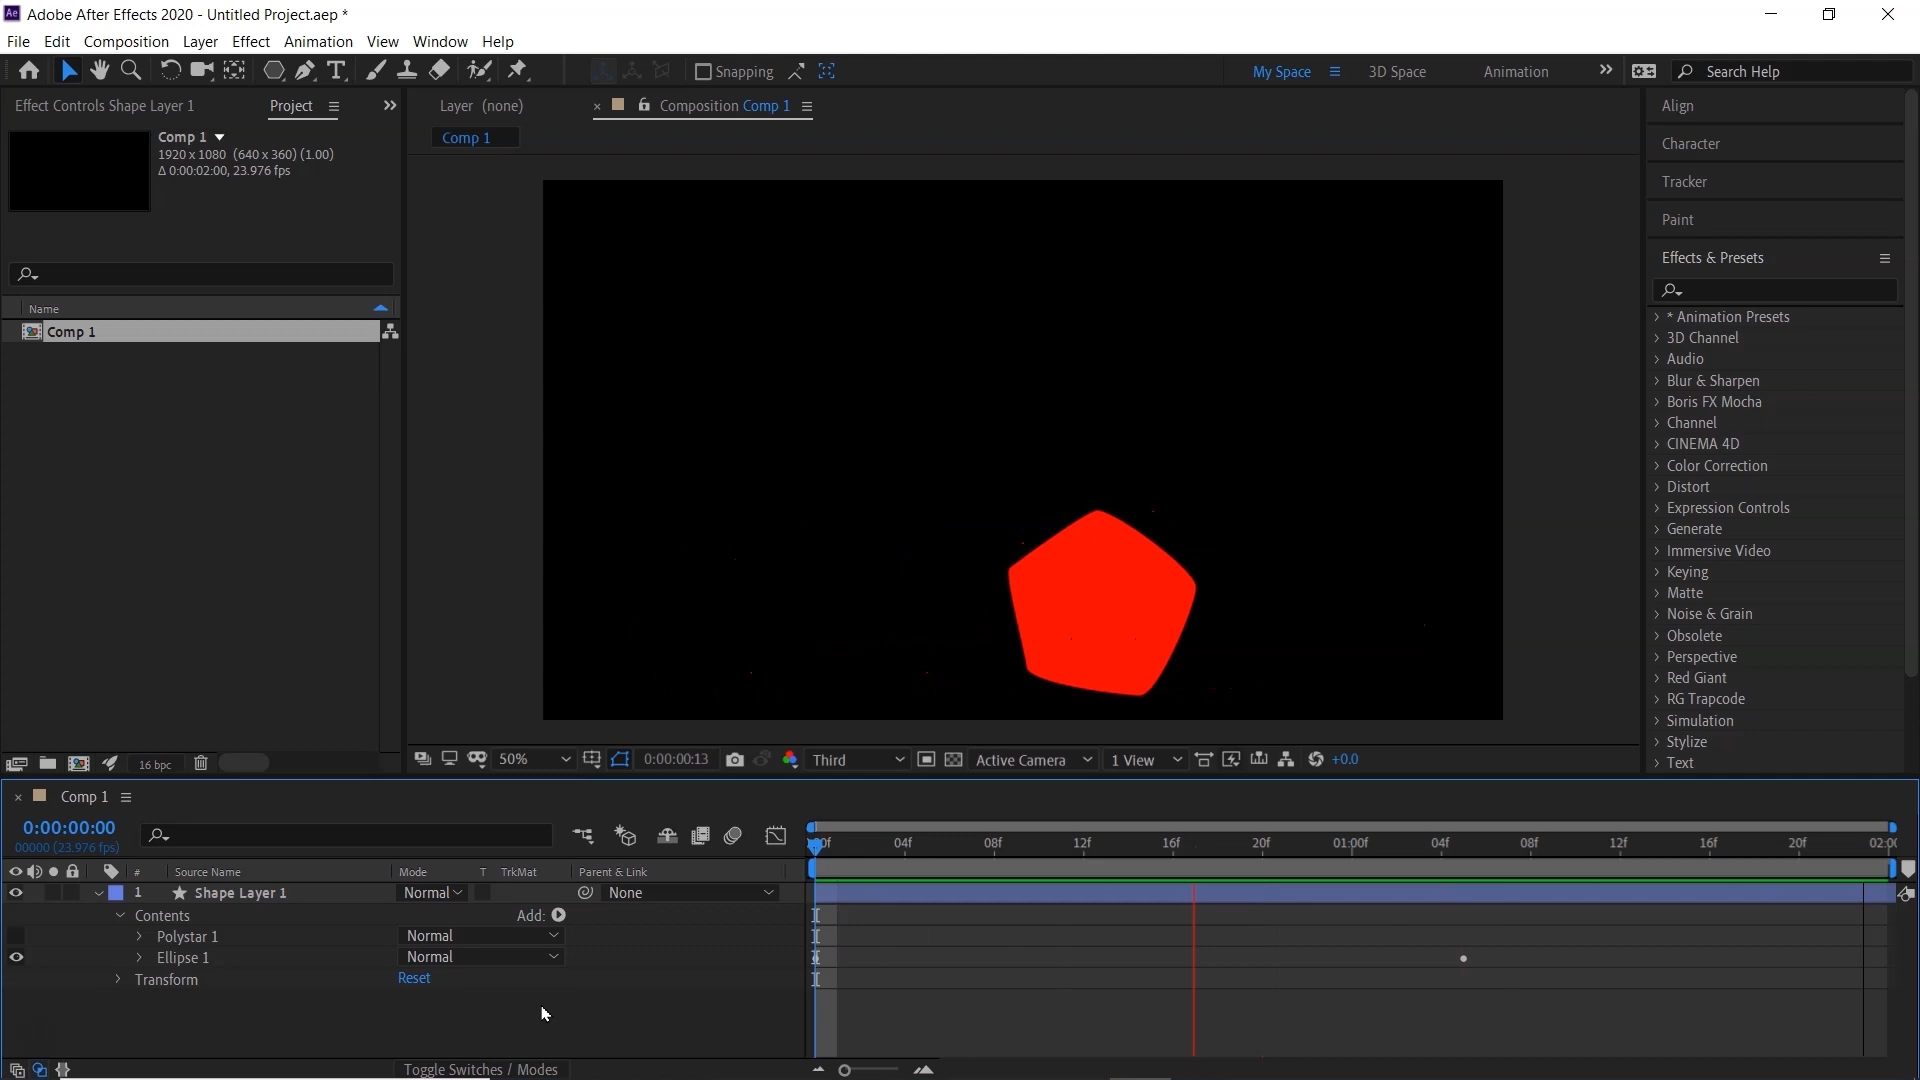 Ae Adobe After Effects 2020 - Untitled Project.aep *
File Edit Composition Layer Effect Animation View Window Help
Snapping My Space 3D Space Animation Search Help
Effect Controls Shape Layer 1 Project Layer (none) Composition Comp 1
Comp 1
1920 x 1080 (640 x 360) (1.00)
Δ 0:00:02:00, 23.976 fps
Comp 1
Name
Comp 1
16 bpc
50% 0:00:00:13 Third Active Camera 1 View +0.0
Align
Character
Tracker
Paint
Effects & Presets
* Animation Presets
3D Channel
Audio
Blur & Sharpen
Boris FX Mocha
Channel
CINEMA 4D
Color Correction
Distort
Expression Controls
Generate
Immersive Video
Keying
Matte
Noise & Grain
Obsolete
Perspective
Red Giant
RG Trapcode
Simulation
Stylize
Text
Comp 1
0:00:00:00
00000 (23.976 fps)
04f 08f 12f 16f 20f 01:00f 04f 08f 12f 16f 20f
# Source Name Mode T TrkMat Parent & Link
1 Shape Layer 1 Normal None
Contents Add:
Polystar 1 Normal
Ellipse 1 Normal
Transform Reset
Toggle Switches / Modes